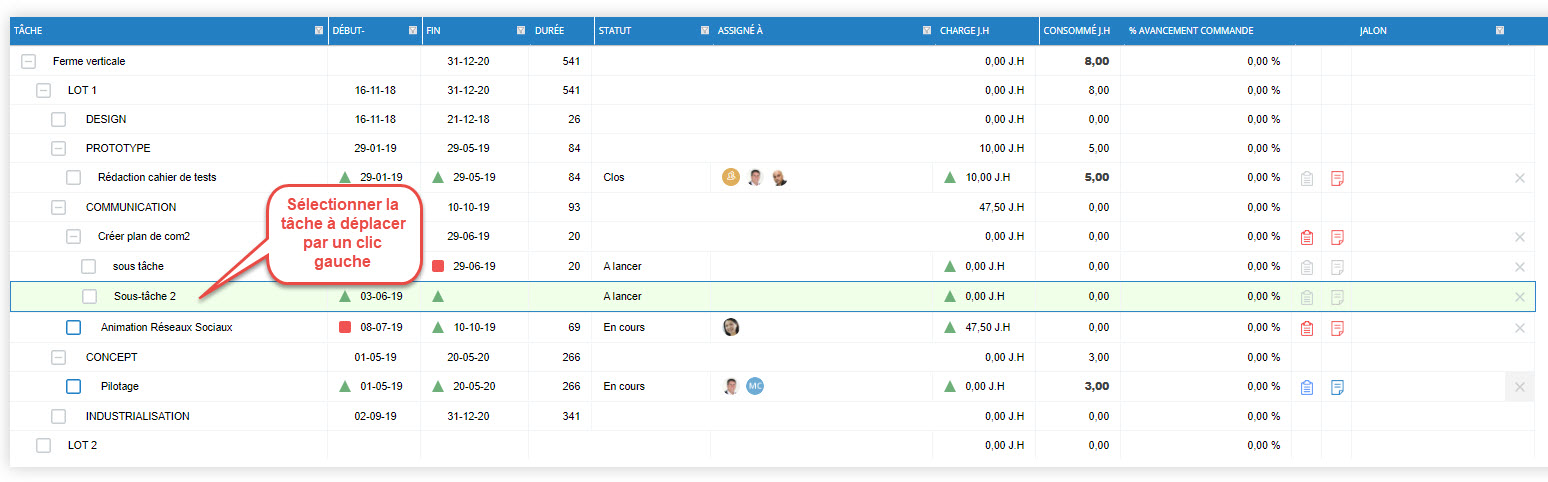 TÂCHE DÉBUT- FIN DURÉE STATUT ASSIGNÉ À CHARGE J.H CONSOMMÉ J.H % AVANCEMENT COMMANDE JALON
Ferme verticale 31-12-20 541 0,00 J.H 8,00 0,00 %
LOT 1 16-11-18 31-12-20 541 0,00 J.H 8,00 0,00 %
DESIGN 16-11-18 21-12-18 26 0,00 J.H 0,00 0,00 %
PROTOTYPE 29-01-19 29-05-19 84 10,00 J.H 5,00 0,00 %
Rédaction cahier de tests 29-01-19 29-05-19 84 Clos 10,00 J.H 5,00 0,00 %
Sélectionner la
tâche à déplacer
par un clic
gauche
COMMUNICATION 10-10-19 93 47,50 J.H 0,00 0,00 %
Créer plan de com2 29-06-19 20 0,00 J.H 0,00 0,00 %
sous tâche 29-06-19 20 A lancer 0,00 J.H 0,00 0,00 %
Sous-tâche 2 03-06-19 A lancer 0,00 J.H 0,00 0,00 %
Animation Réseaux Sociaux 08-07-19 10-10-19 69 En cours 47,50 J.H 0,00 0,00 %
CONCEPT 01-05-19 20-05-20 266 0,00 J.H 3,00 0,00 %
Pilotage 01-05-19 20-05-20 266 En cours MC 0,00 J.H 3,00 0,00 %
INDUSTRIALISATION 02-09-19 31-12-20 341 0,00 J.H 0,00 0,00 %
LOT 2 0,00 J.H 0,00 0,00 %